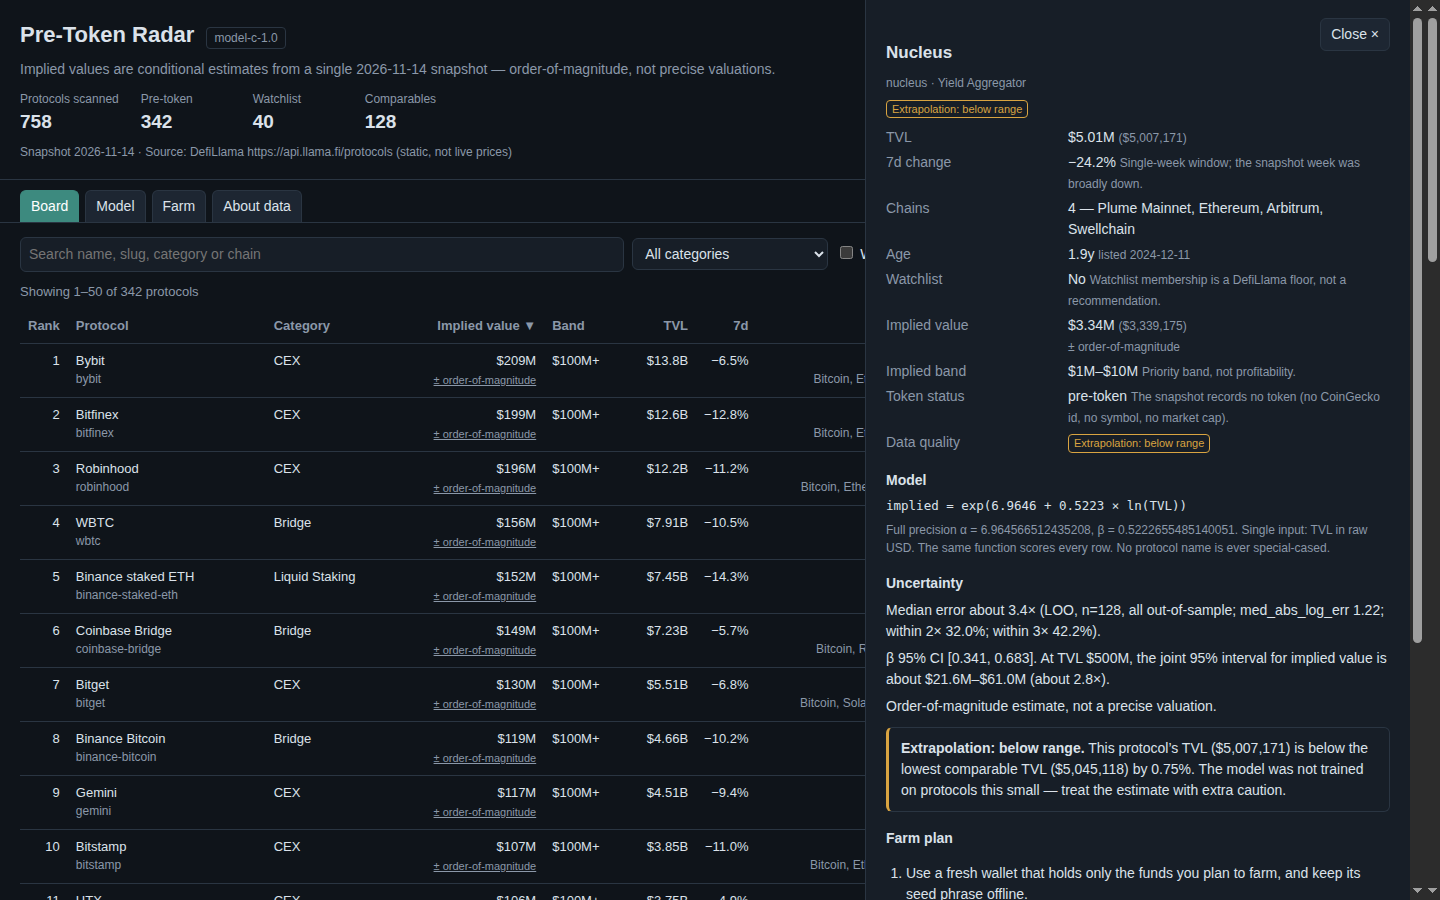 Pre-Token Radar model-c-1.0
Implied values are conditional estimates from a single 2026-11-14 snapshot — order-of-magnitude, not precise valuations.
Protocols scanned Pre-token Watchlist Comparables
758 342 40 128
Snapshot 2026-11-14 · Source: DefiLlama https://api.llama.fi/protocols (static, not live prices)
Board Model Farm About data
Search name, slug, category or chain All categories
Showing 1–50 of 342 protocols
Rank Protocol Category Implied value ▼ Band TVL 7d
1 Bybit CEX $209M $100M+ $13.8B −6.5%
bybit ± order-of-magnitude Bitcoin, E
2 Bitfinex CEX $199M $100M+ $12.6B −12.8%
bitfinex ± order-of-magnitude Bitcoin, E
3 Robinhood CEX $196M $100M+ $12.2B −11.2%
robinhood ± order-of-magnitude Bitcoin, Ethe
4 WBTC Bridge $156M $100M+ $7.91B −10.5%
wbtc ± order-of-magnitude
5 Binance staked ETH Liquid Staking $152M $100M+ $7.45B −14.3%
binance-staked-eth ± order-of-magnitude
6 Coinbase Bridge Bridge $149M $100M+ $7.23B −5.7%
coinbase-bridge ± order-of-magnitude Bitcoin, R
7 Bitget CEX $130M $100M+ $5.51B −6.8%
bitget ± order-of-magnitude Bitcoin, Sola
8 Binance Bitcoin Bridge $119M $100M+ $4.66B −10.2%
binance-bitcoin ± order-of-magnitude
9 Gemini CEX $117M $100M+ $4.51B −9.4%
gemini ± order-of-magnitude
10 Bitstamp CEX $107M $100M+ $3.85B −11.0%
bitstamp ± order-of-magnitude Bitcoin, Et
11 HTX CEX $106M $100M+ $3.75B −4.9%
Close ×
Nucleus
nucleus · Yield Aggregator
Extrapolation: below range
TVL $5.01M ($5,007,171)
7d change −24.2% Single-week window; the snapshot week was
broadly down.
Chains 4 — Plume Mainnet, Ethereum, Arbitrum,
Swellchain
Age 1.9y listed 2024-12-11
Watchlist No Watchlist membership is a DefiLlama floor, not a
recommendation.
Implied value $3.34M ($3,339,175)
± order-of-magnitude
Implied band $1M–$10M Priority band, not profitability.
Token status pre-token The snapshot records no token (no CoinGecko
id, no symbol, no market cap).
Data quality Extrapolation: below range
Model
implied = exp(6.9646 + 0.5223 × ln(TVL))
Full precision α = 6.964566512435208, β = 0.5222655485140051. Single input: TVL in raw
USD. The same function scores every row. No protocol name is ever special-cased.
Uncertainty
Median error about 3.4× (LOO, n=128, all out-of-sample; med_abs_log_err 1.22;
within 2× 32.0%; within 3× 42.2%).
β 95% CI [0.341, 0.683]. At TVL $500M, the joint 95% interval for implied value is
about $21.6M–$61.0M (about 2.8×).
Order-of-magnitude estimate, not a precise valuation.
Extrapolation: below range. This protocol’s TVL ($5,007,171) is below the
lowest comparable TVL ($5,045,118) by 0.75%. The model was not trained
on protocols this small — treat the estimate with extra caution.
Farm plan
1. Use a fresh wallet that holds only the funds you plan to farm, and keep its
seed phrase offline.